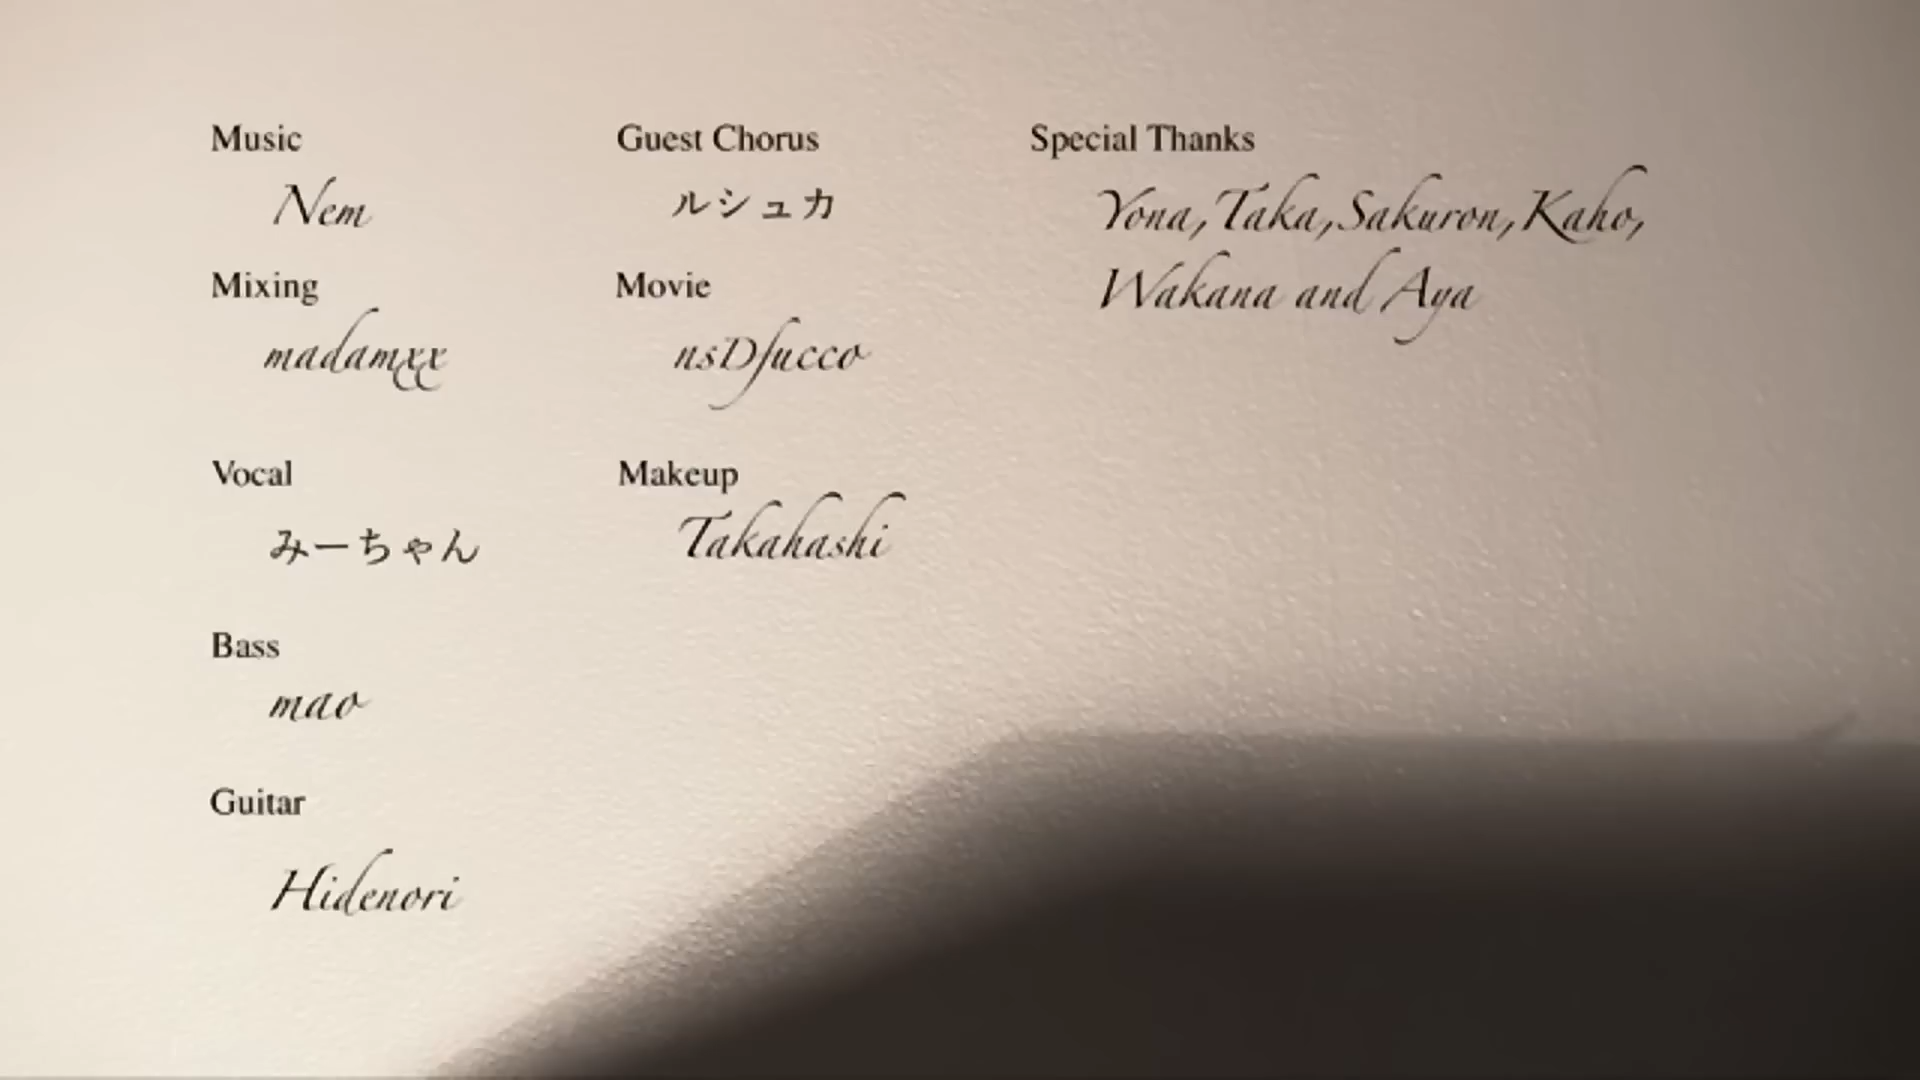 Music
Nem
Mixing
madamxx
Vocal
みーちゃん
Bass
mao
Guitar
Hidenori
Guest Chorus
ルシュカ
Movie
nsDfucco
Makeup
Takahashi
Special Thanks
Yona,Taka,Sakuron,Kaho,
Wakana and Aya